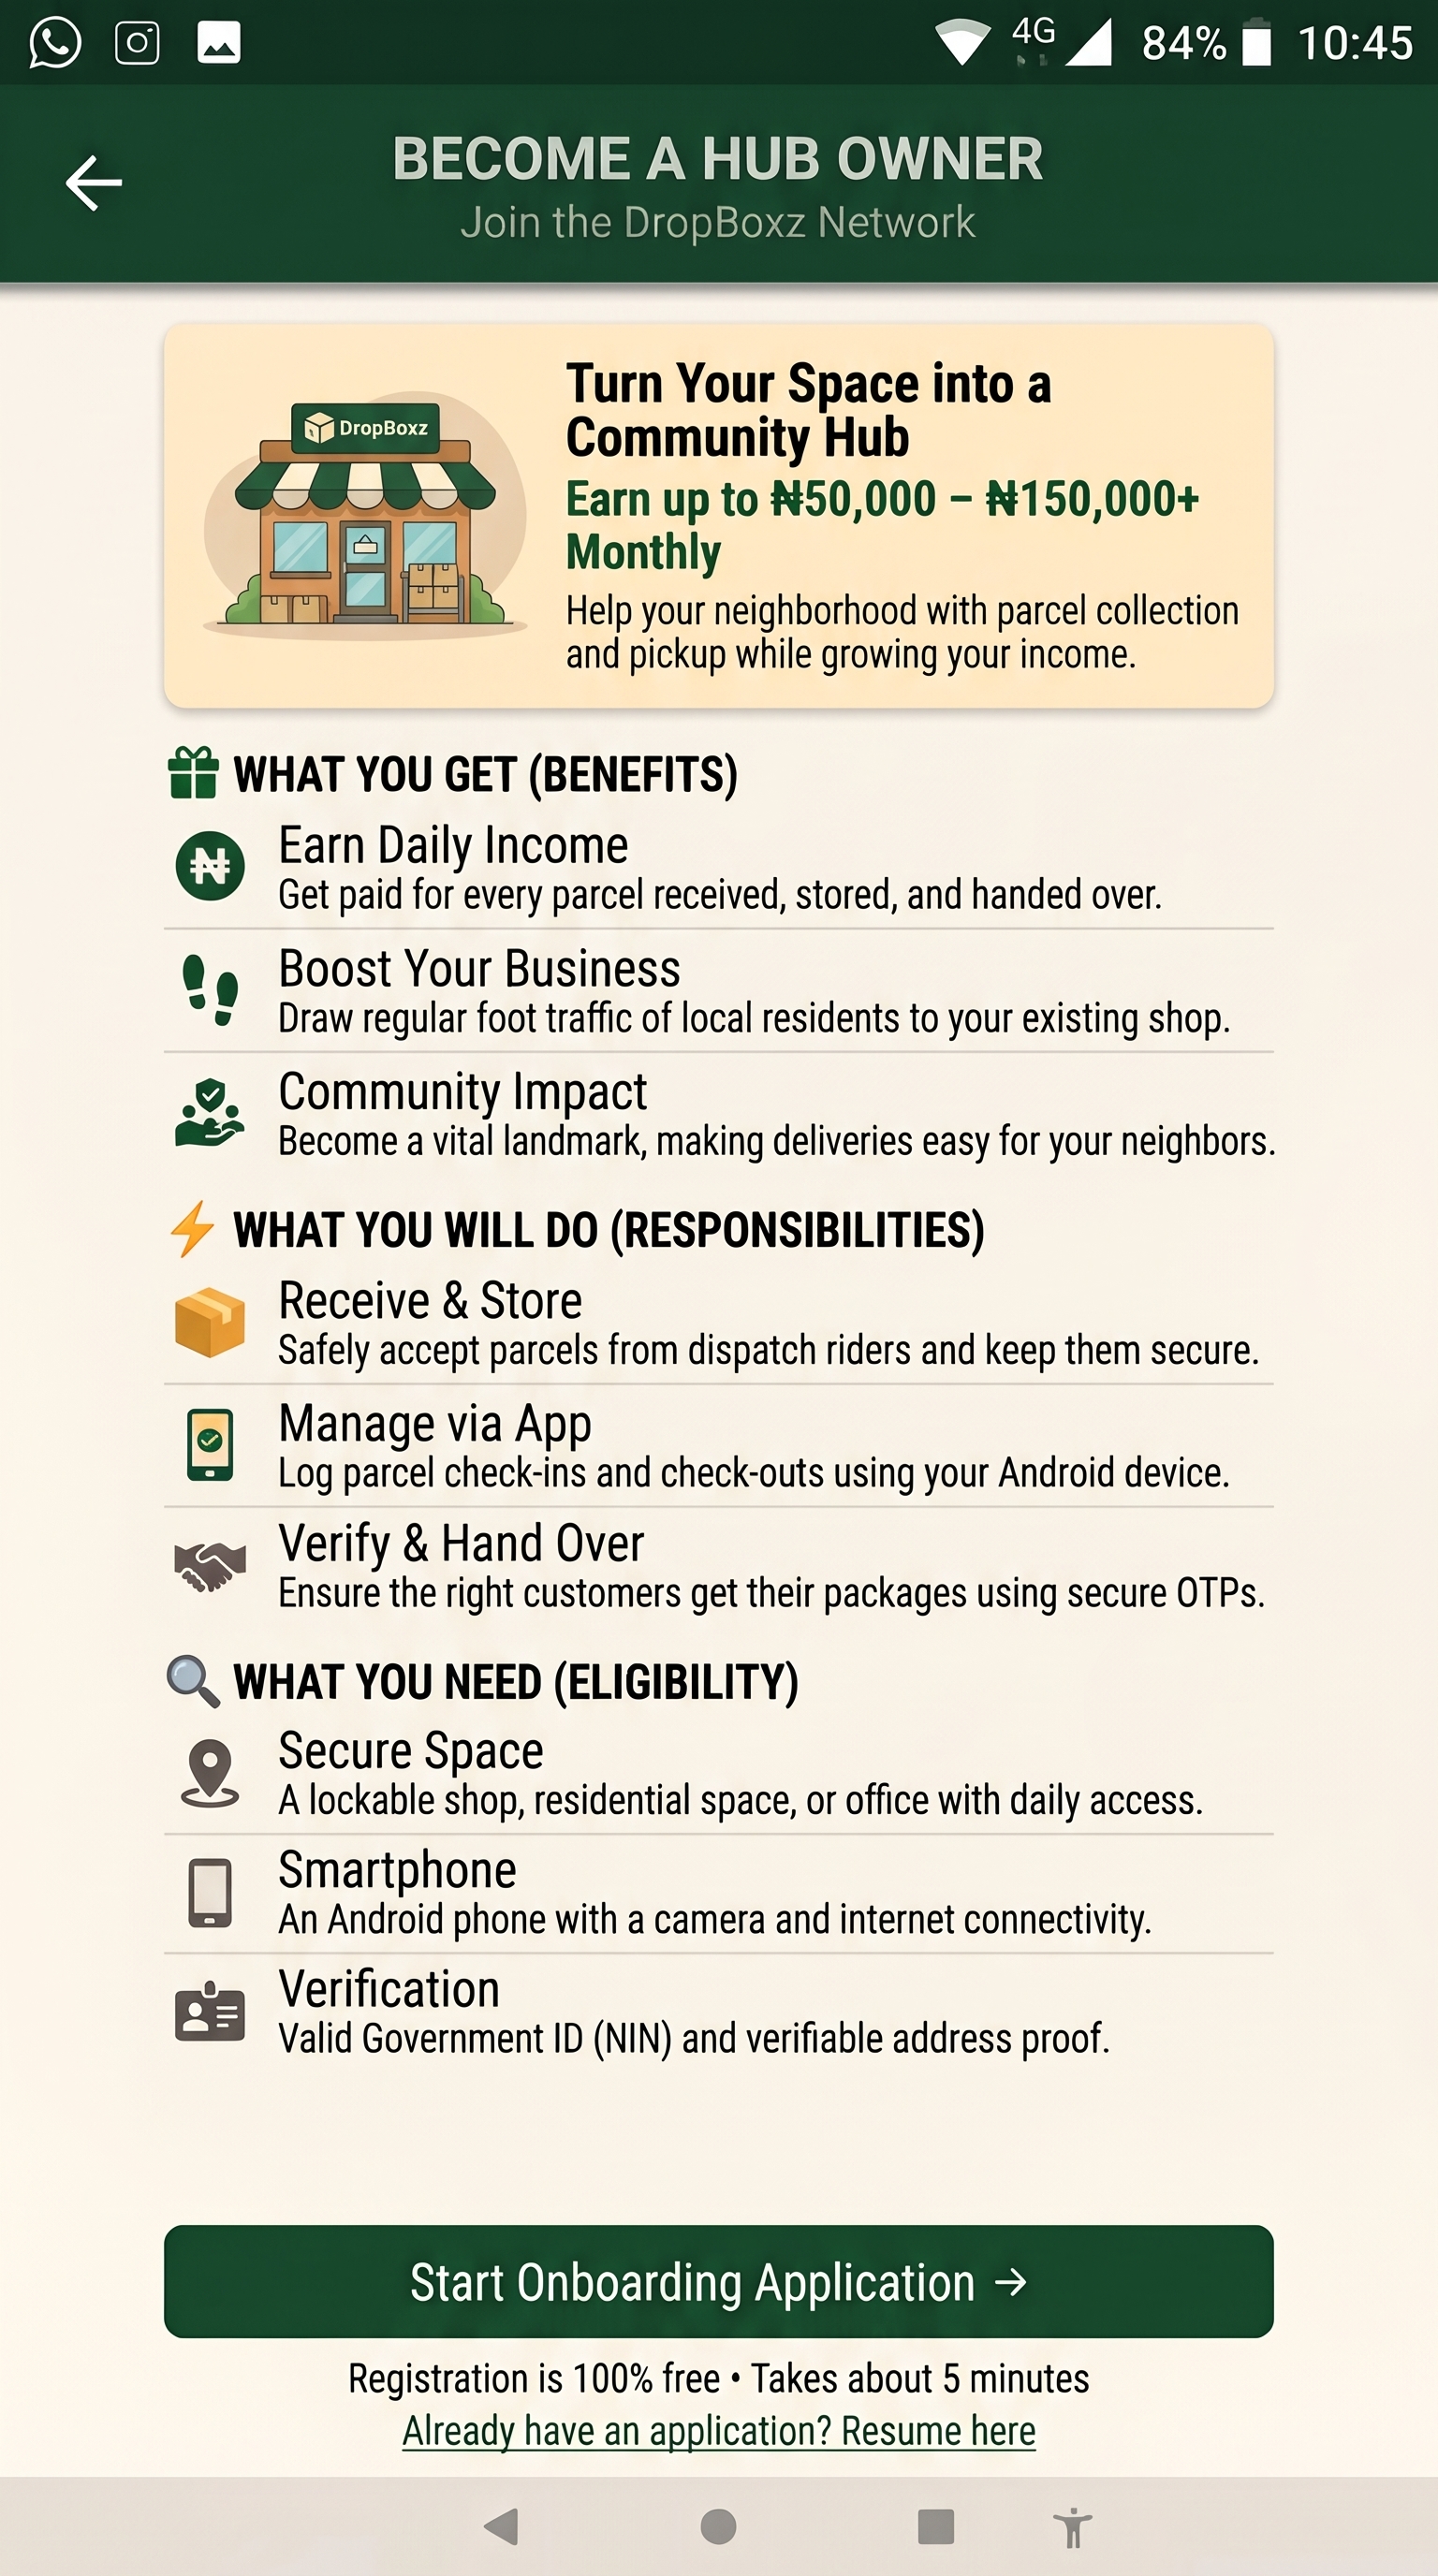 4G 84% 10:45
BECOME A HUB OWNER
Join the DropBoxz Network
DropBoxz
Turn Your Space into a
Community Hub
Earn up to ₦50,000 – ₦150,000+
Monthly
Help your neighborhood with parcel collection
and pickup while growing your income.
WHAT YOU GET (BENEFITS)
₦
Earn Daily Income
Get paid for every parcel received, stored, and handed over.
Boost Your Business
Draw regular foot traffic of local residents to your existing shop.
Community Impact
Become a vital landmark, making deliveries easy for your neighbors.
WHAT YOU WILL DO (RESPONSIBILITIES)
Receive & Store
Safely accept parcels from dispatch riders and keep them secure.
Manage via App
Log parcel check-ins and check-outs using your Android device.
Verify & Hand Over
Ensure the right customers get their packages using secure OTPs.
WHAT YOU NEED (ELIGIBILITY)
Secure Space
A lockable shop, residential space, or office with daily access.
Smartphone
An Android phone with a camera and internet connectivity.
Verification
Valid Government ID (NIN) and verifiable address proof.
Start Onboarding Application →
Registration is 100% free • Takes about 5 minutes
Already have an application? Resume here